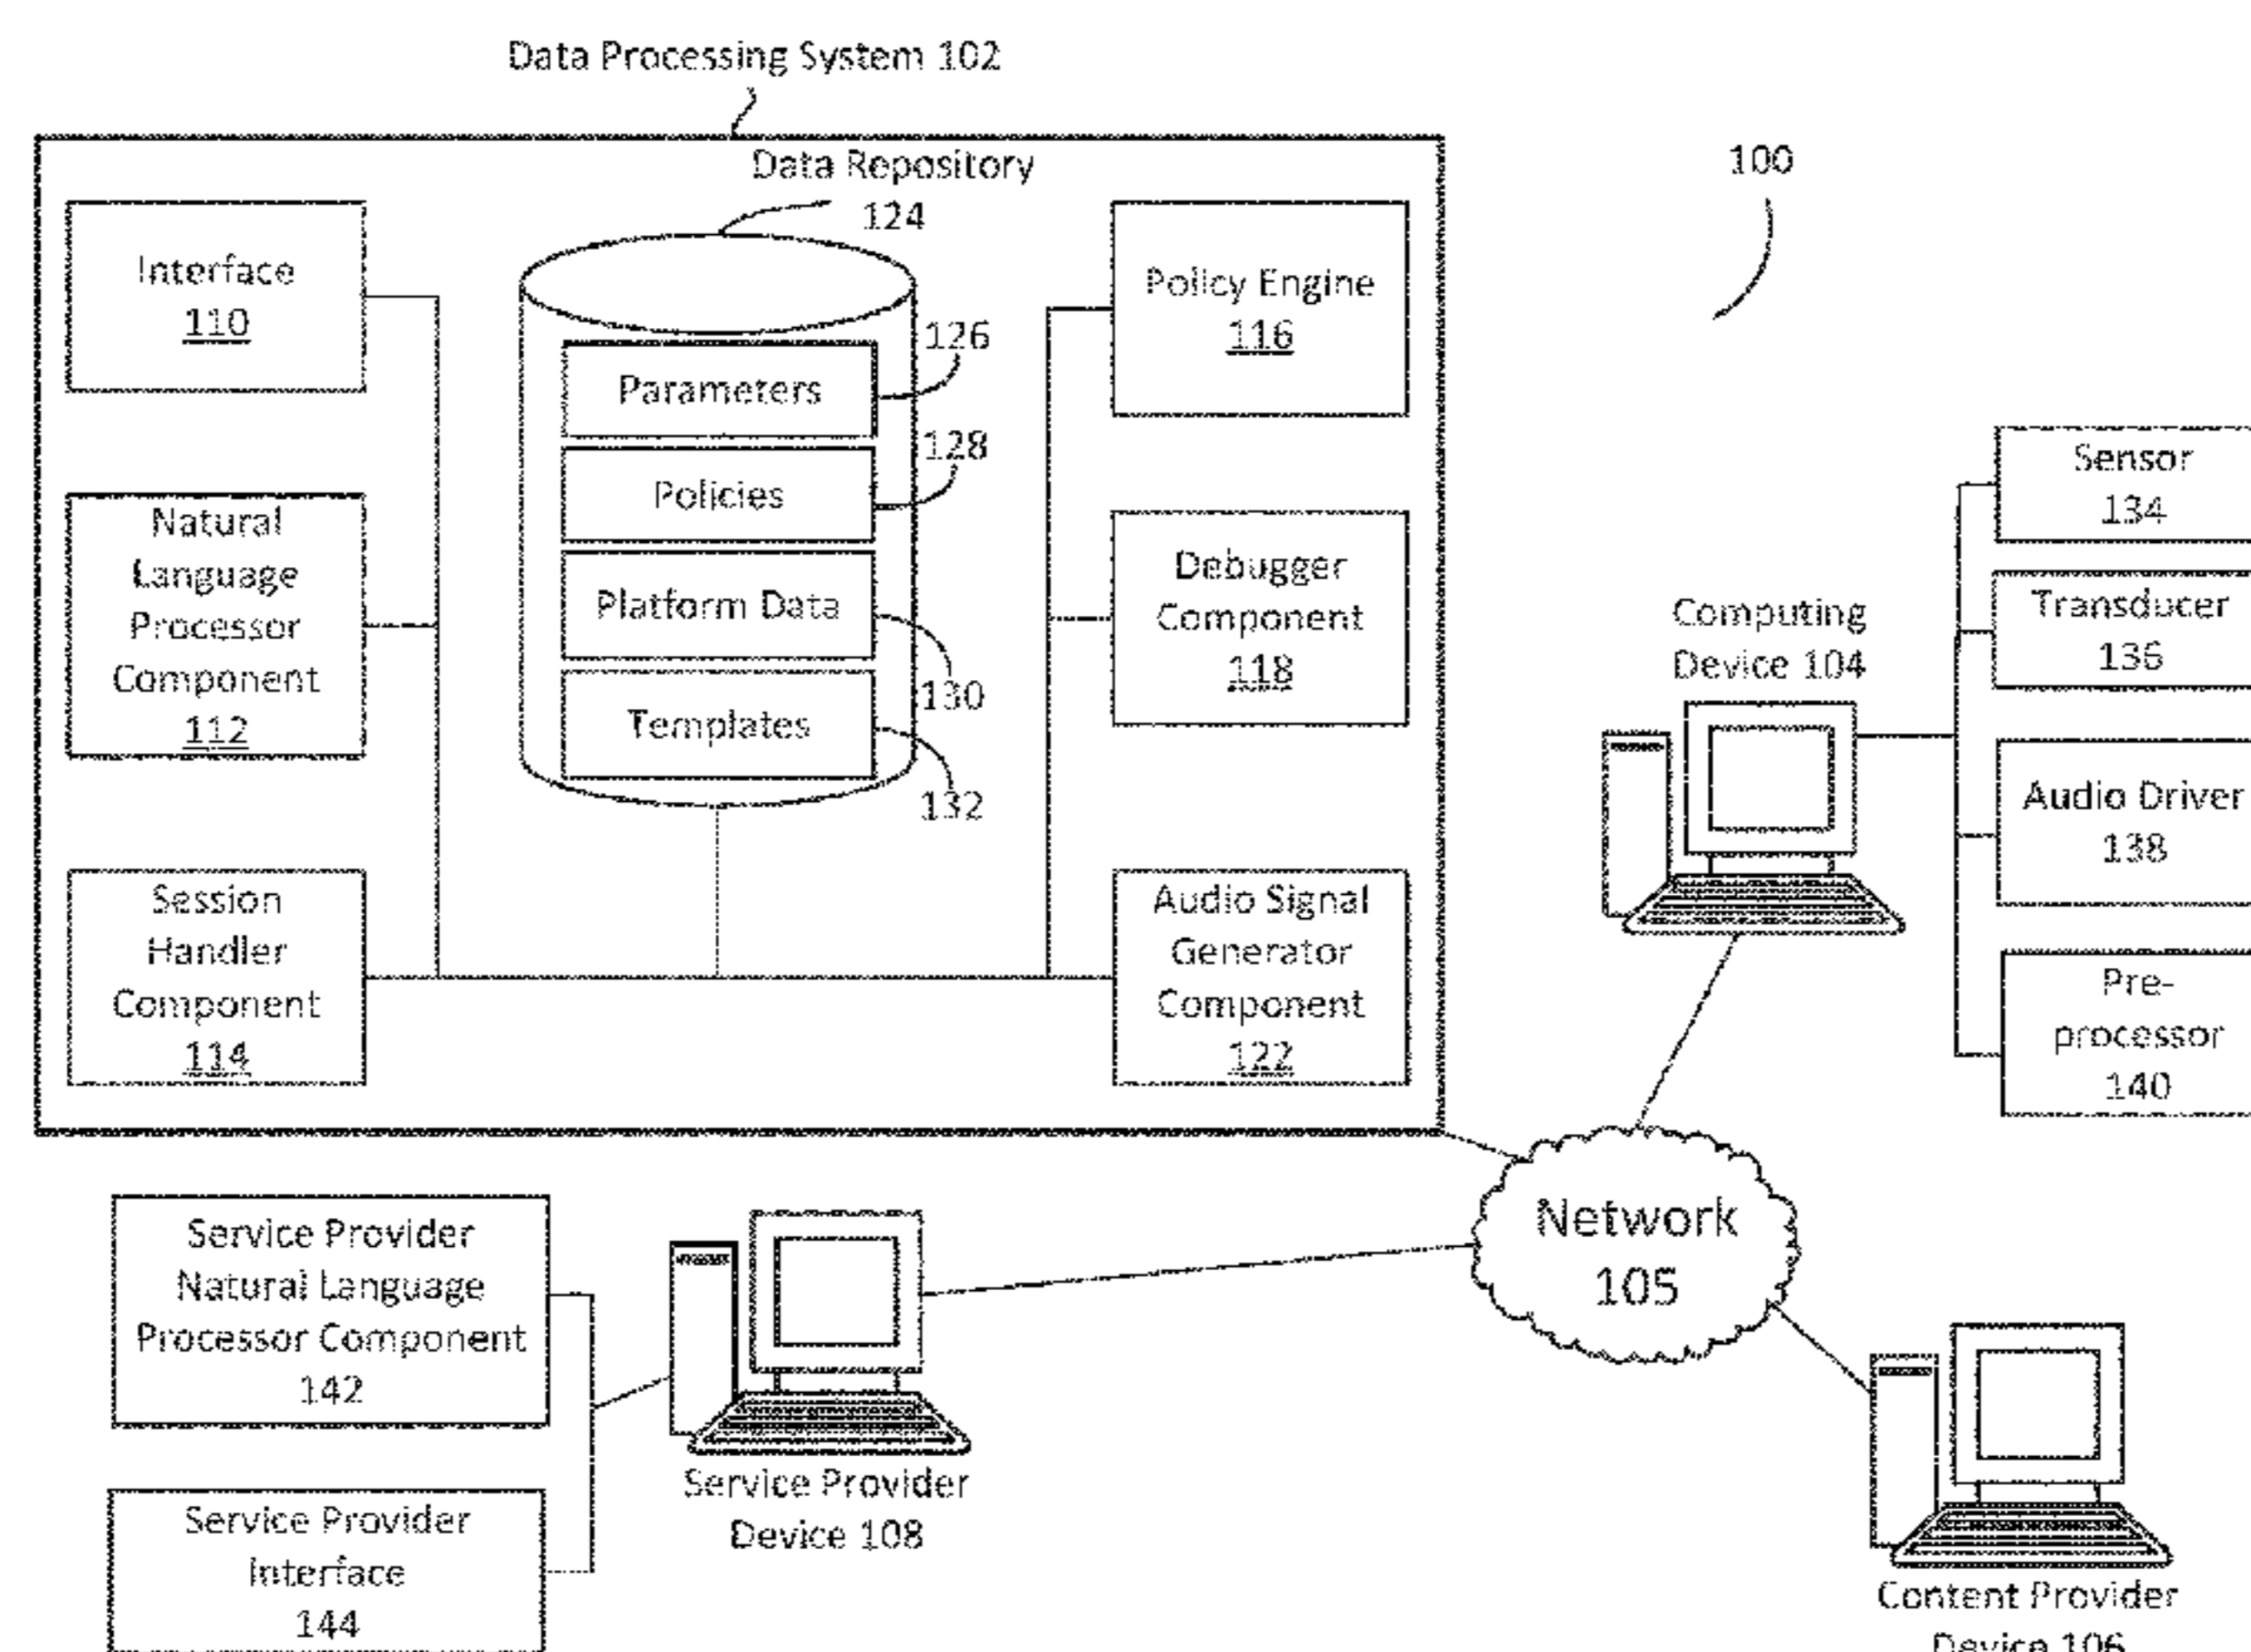 Data Processing System 102
Data Repository
124
100
Interface
110
Policy Engine
116
126
Parameters
128
Policies
Natural
Language
Processor
Component
112
Platform Data
130
Templates
132
Debugger
Component
118
Sensor
134
Computing
Device 104
Transducer
136
Audio Driver
138
Pre-
processor
140
Session
Handler
Component
114
Audio Signal
Generator
Component
122
Network
105
Service Provider
Natural Language
Processor Component
142
Service Provider
Device 108
Service Provider
Interface
144
Content Provider
Device 106